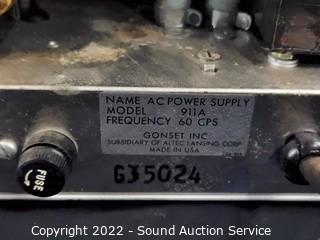 NAME AC POWER SUPPLY
MODEL 911A
FREQUENCY 60 CPS
GONSET INC
SUBSIDIARY OF ALTEC LANSING CORP
MADE IN USA
FUSE
G35024
Copyright 2022 - Sound Auction Service